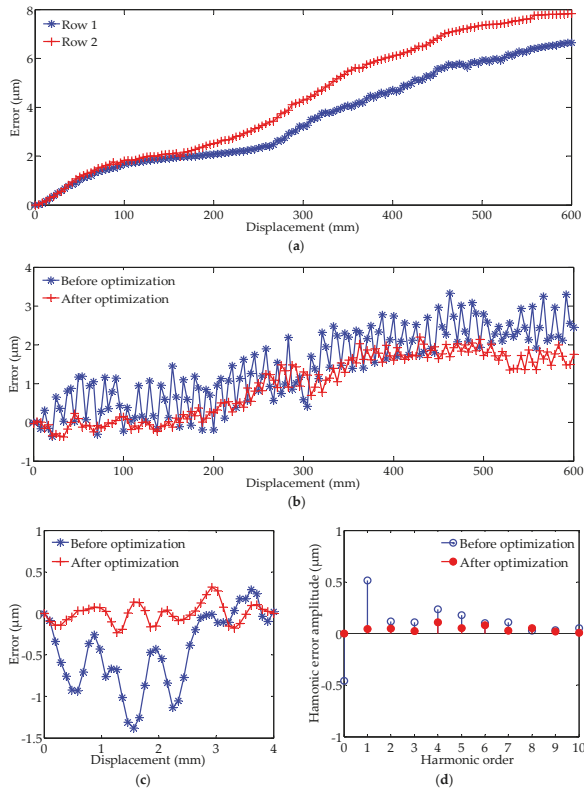 8
6
4
2
0
Error (μm)
Row 1
Row 2
0
100
200
300
400
500
600
Displacement (mm)
(a)
4
3
2
1
0
-1
Error (μm)
Before optimization
After optimization
0
100
200
300
400
500
600
Displacement (mm)
(b)
1
0.5
0
-0.5
-1
-1.5
Error (μm)
Before optimization
After optimization
0
1
2
3
4
Displacement (mm)
(c)
1
0.5
0
-0.5
-1
Hamonic error amplitude (μm)
Before optimization
After optimization
0
1
2
3
4
5
6
7
8
9
10
Harmonic order
(d)